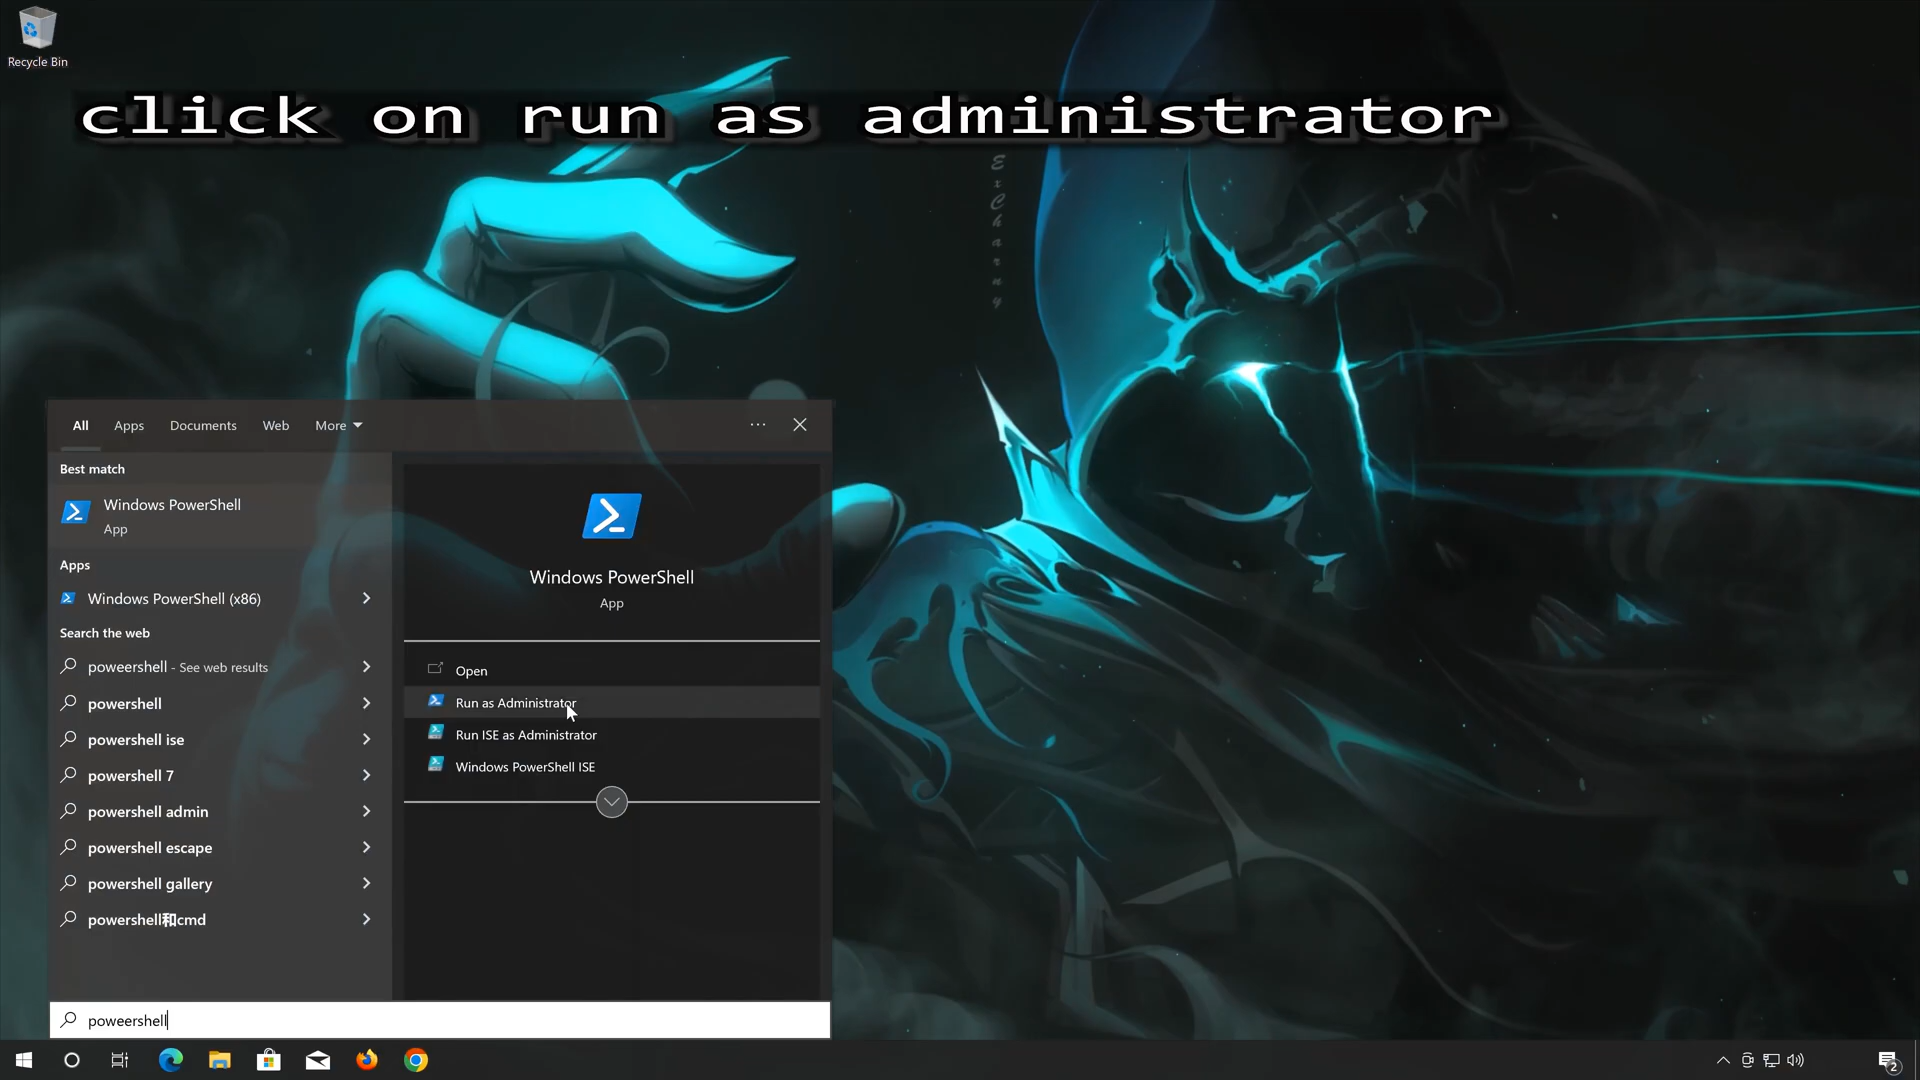 Recycle Bin
click on run as administrator
ExCharny
All Apps Documents Web More
Best match
Windows PowerShell
App
Apps
Windows PowerShell (x86)
Search the web
poweershell - See web results
powershell
powershell ise
powershell 7
powershell admin
powershell escape
powershell gallery
powershell和cmd
Windows PowerShell
App
Open
Run as Administrator
Run ISE as Administrator
Windows PowerShell ISE
poweershell
2